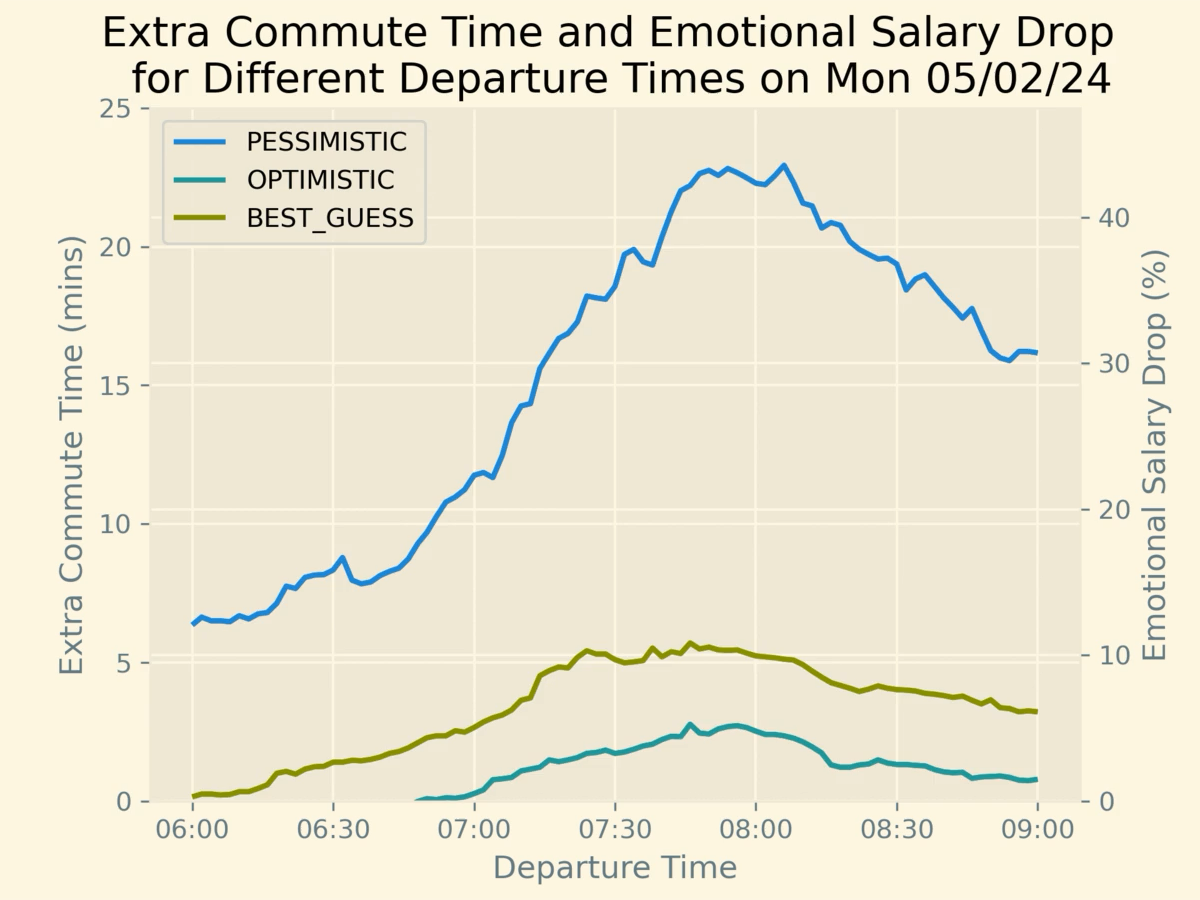 Extra Commute Time and Emotional Salary Drop
for Different Departure Times on Mon 05/02/24
PESSIMISTIC
OPTIMISTIC
BEST_GUESS
25
20
15
10
5
0
Extra Commute Time (mins)
40
30
20
10
0
Emotional Salary Drop (%)
06:00 06:30 07:00 07:30 08:00 08:30 09:00
Departure Time